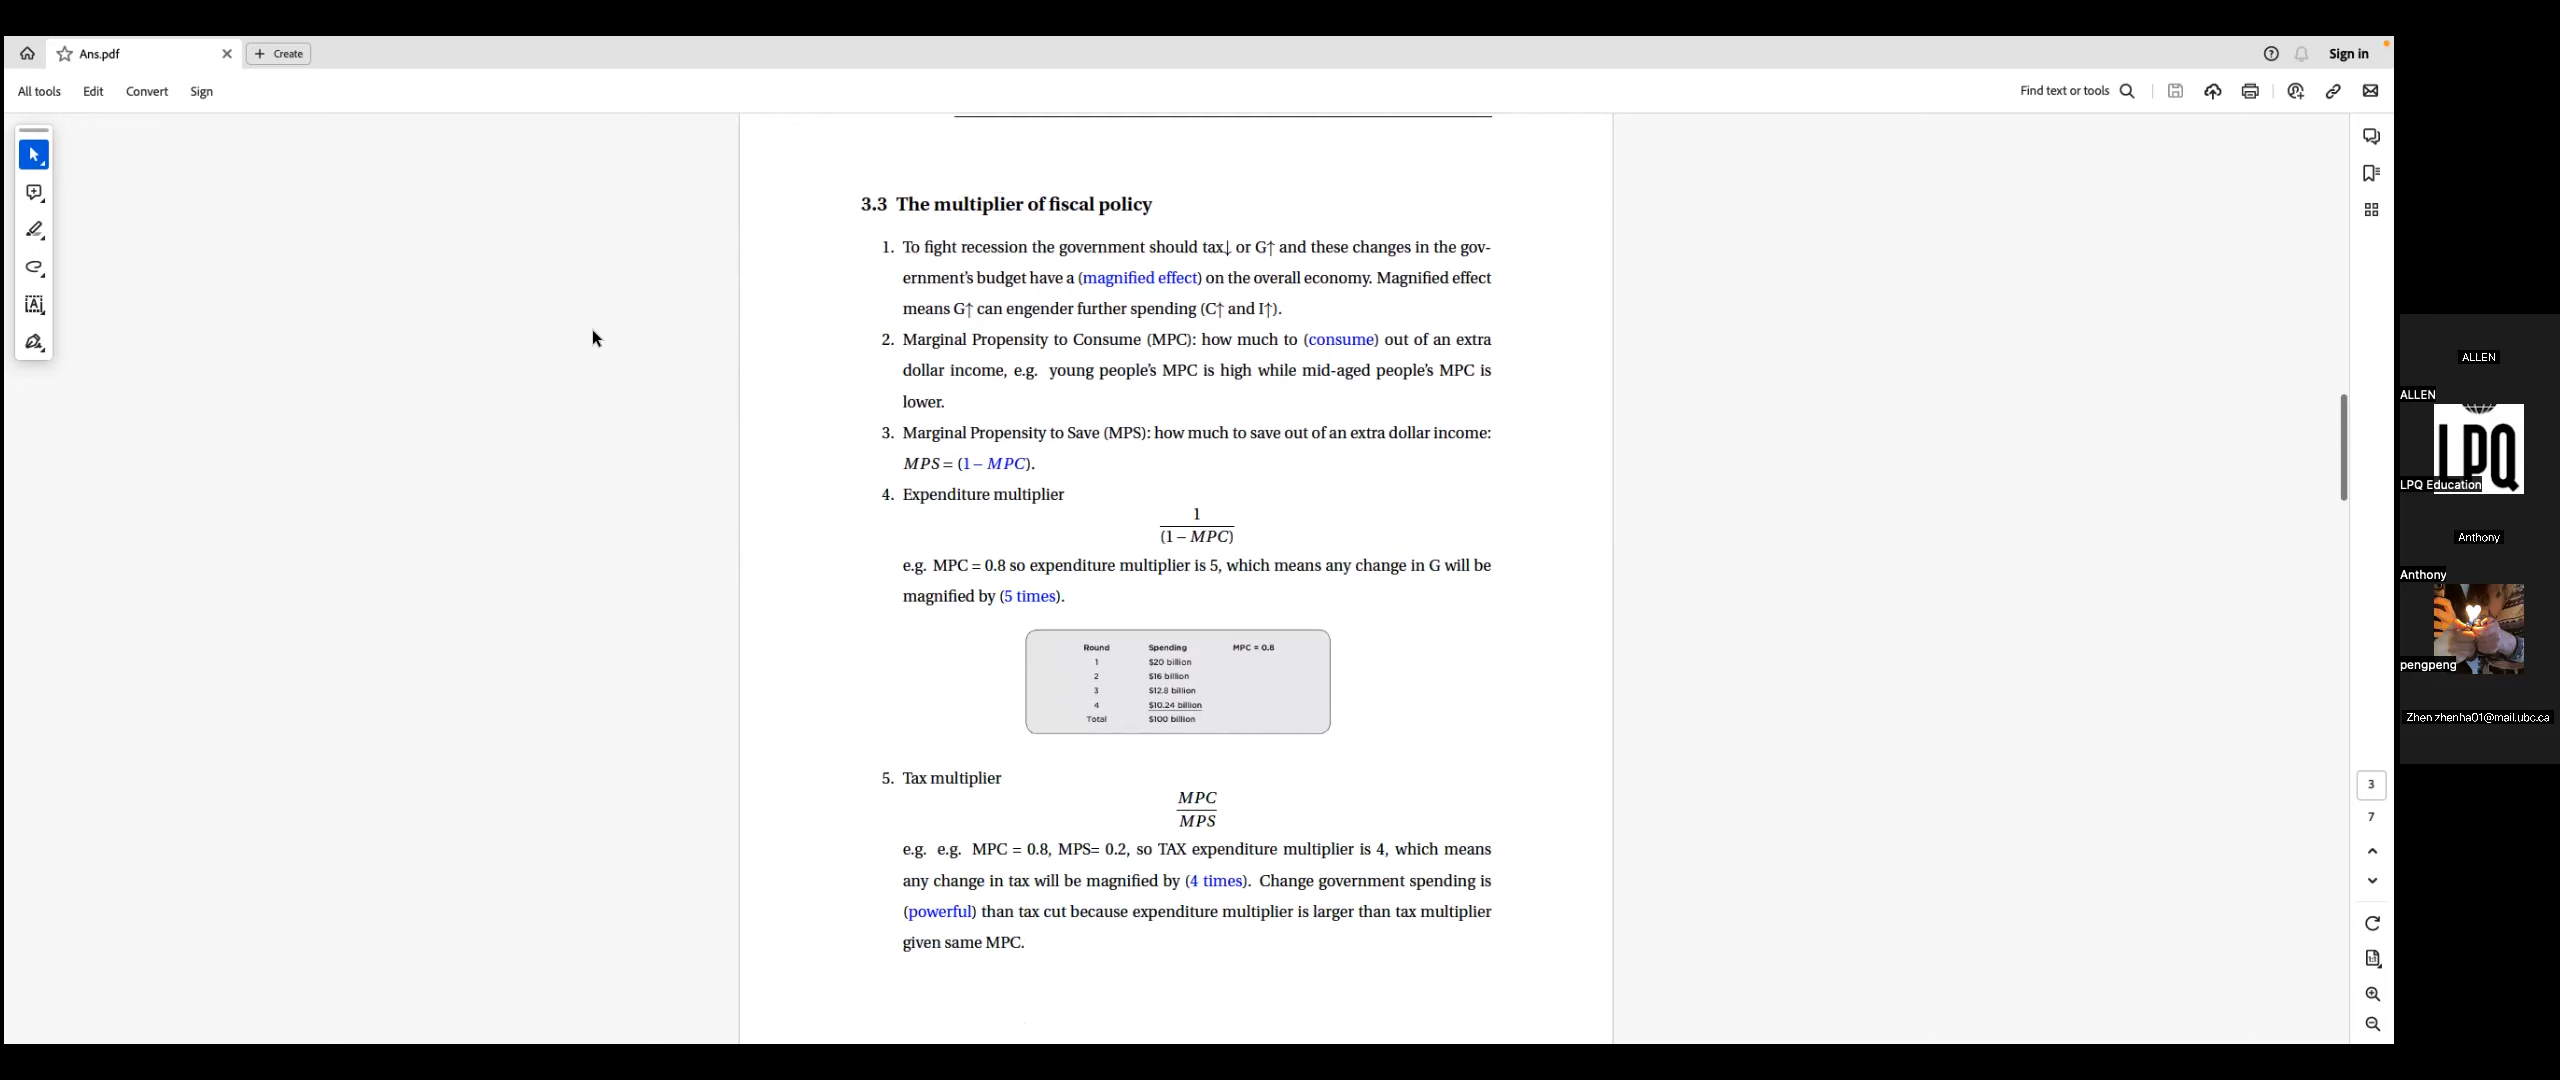 Ans.pdf
Create
Sign in
All tools
Edit
Convert
Sign
Find text or tools
3.3 The multiplier of fiscal policy
1. To fight recession the government should tax↓ or G↑ and these changes in the gov-
ernment's budget have a (magnified effect) on the overall economy. Magnified effect
means G↑ can engender further spending (C↑ and I↑).
2. Marginal Propensity to Consume (MPC): how much to (consume) out of an extra
dollar income, e.g. young people's MPC is high while mid-aged people's MPC is
lower.
3. Marginal Propensity to Save (MPS): how much to save out of an extra dollar income:
MPS = (1 – MPC).
4. Expenditure multiplier
1
(1 – MPC)
e.g. MPC = 0.8 so expenditure multiplier is 5, which means any change in G will be
magnified by (5 times).
Round Spending MPC = 0.8
1 $20 billion
2 $16 billion
3 $12.8 billion
4 $10.24 billion
Total $100 billion
5. Tax multiplier
MPC
MPS
e.g. e.g. MPC = 0.8, MPS= 0.2, so TAX expenditure multiplier is 4, which means
any change in tax will be magnified by (4 times). Change government spending is
(powerful) than tax cut because expenditure multiplier is larger than tax multiplier
given same MPC.
3
7
ALLEN
ALLEN
LPQ
LPQ Education
Anthony
Anthony
pengpeng
Zhen zhenha01@mail.ubc.ca